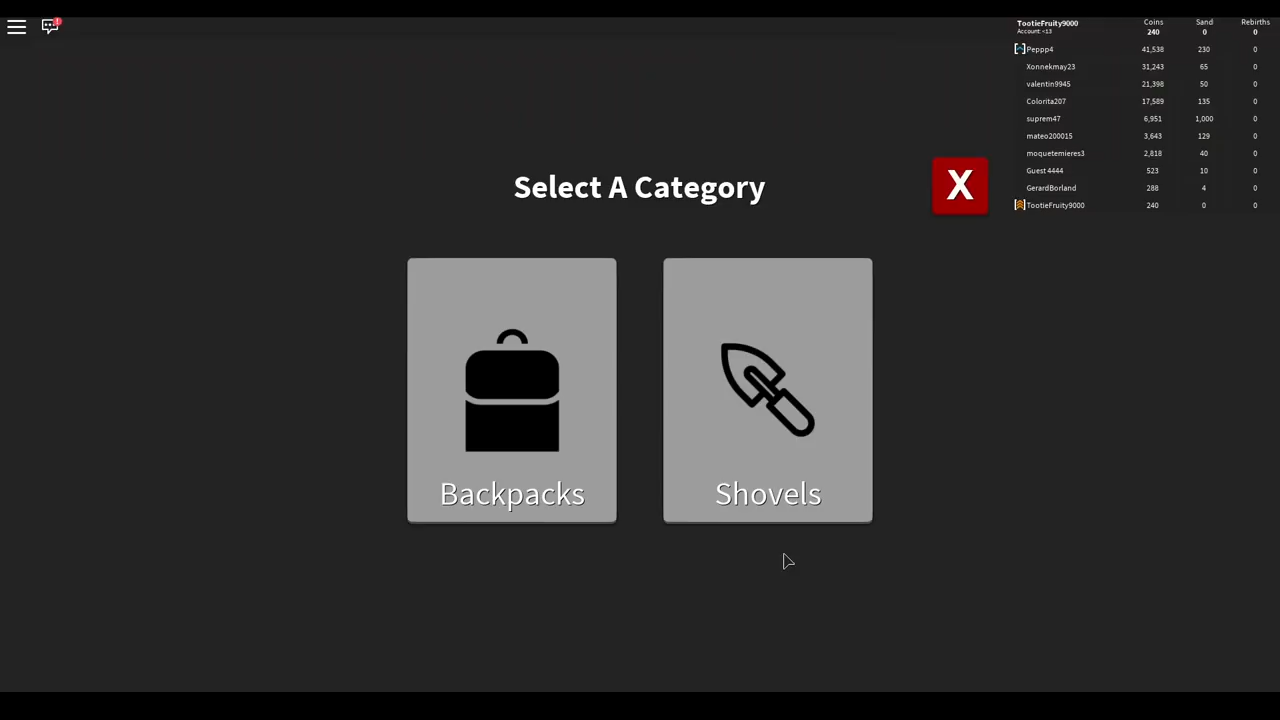 TootieFruity9000 Coins Sand Rebirths
Account: <13 240 0 0
Peppp4 41,538 230 0
Xonnekmay23 31,243 65 0
valentin9945 21,398 50 0
Colorita207 17,589 135 0
suprem47 6,951 1,000 0
mateo200015 3,643 129 0
moquetemieres3 2,818 40 0
Guest 4444 523 10 0
GerardBorland 288 4 0
TootieFruity9000 240 0 0
Select A Category
X
Backpacks
Shovels